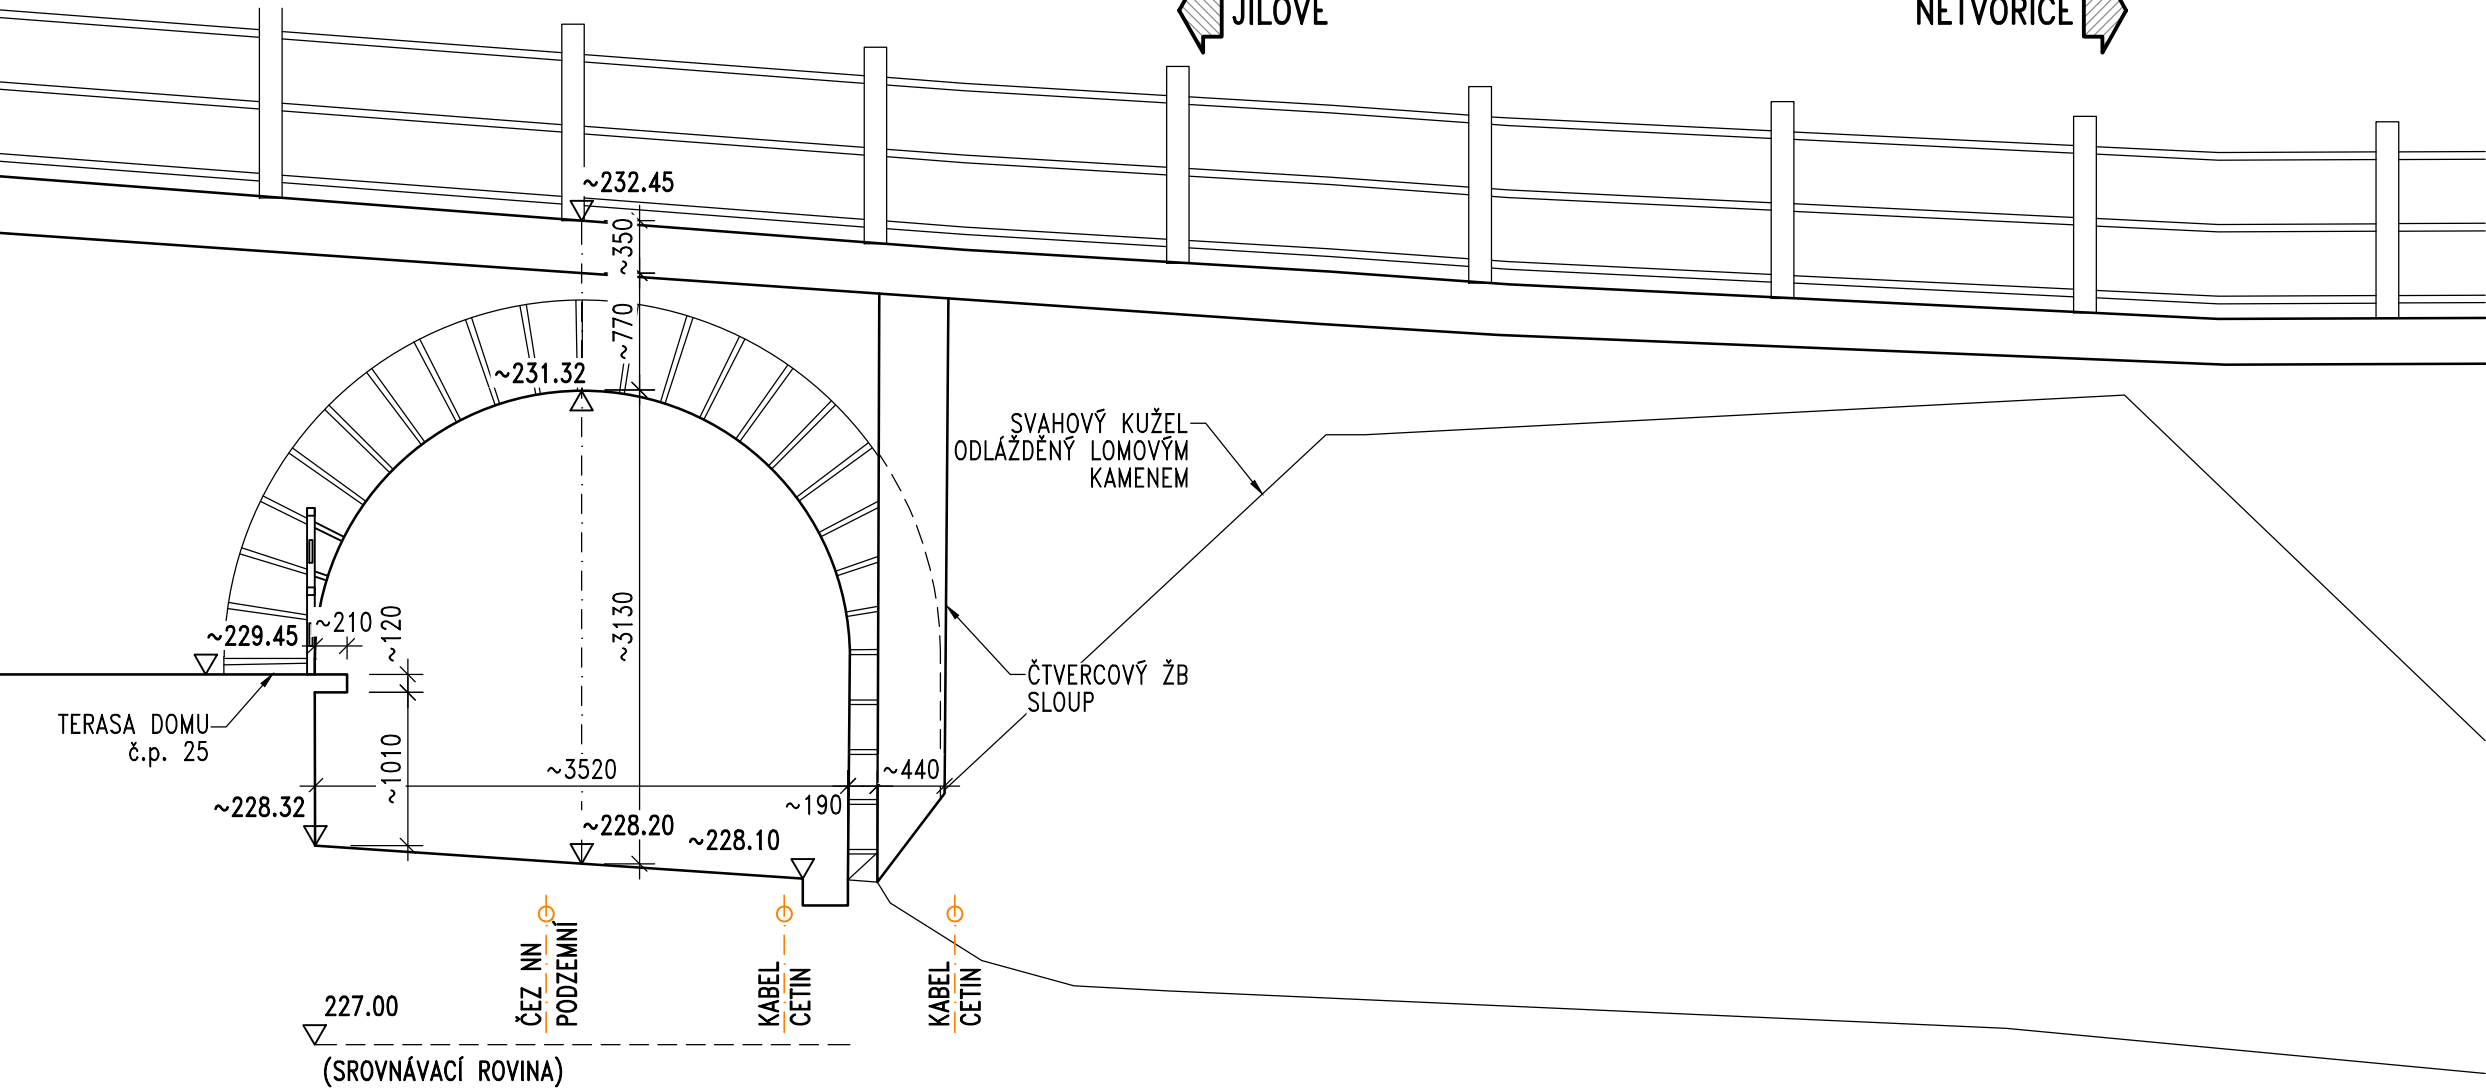 JÍLOVÉ
NETVOŘICE
~232.45
~350
~770
~231.32
SVAHOVÝ KUŽEL
ODLÁŽDĚNÝ LOMOVÝM
KAMENEM
~3130
~210
~120
~229.45
ČTVERCOVÝ ŽB
SLOUP
TERASA DOMU
č.p. 25
~1010
~3520
~440
~190
~228.32
~228.20
~228.10
ČEZ NN
PODZEMNÍ
KABEL
CETIN
KABEL
CETIN
227.00
(SROVNÁVACÍ ROVINA)